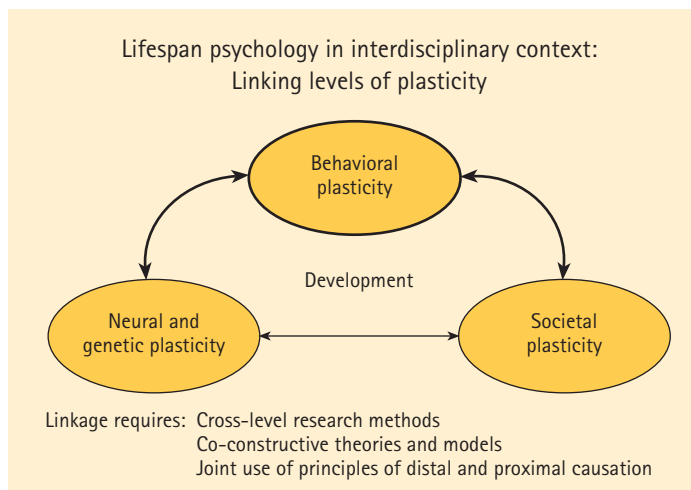 Lifespan psychology in interdisciplinary context:
Linking levels of plasticity
Behavioral
plasticity
Development
Neural and
genetic plasticity
Societal
plasticity
Linkage requires: Cross-level research methods
Co-constructive theories and models
Joint use of principles of distal and proximal causation